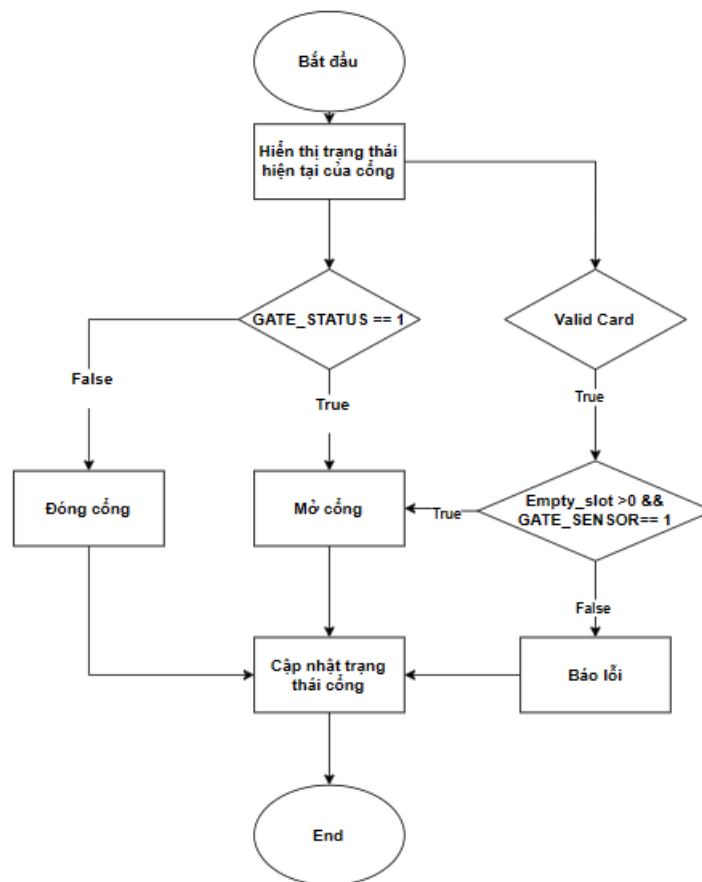 Bắt đầu
Hiển thị trạng thái
hiện tại của cổng
GATE_STATUS == 1
Valid Card
False
True
True
Đóng cổng
Mở cổng
True
Empty_slot >0 &&
GATE_SENSOR== 1
False
Cập nhật trạng
thái cổng
Báo lỗi
End